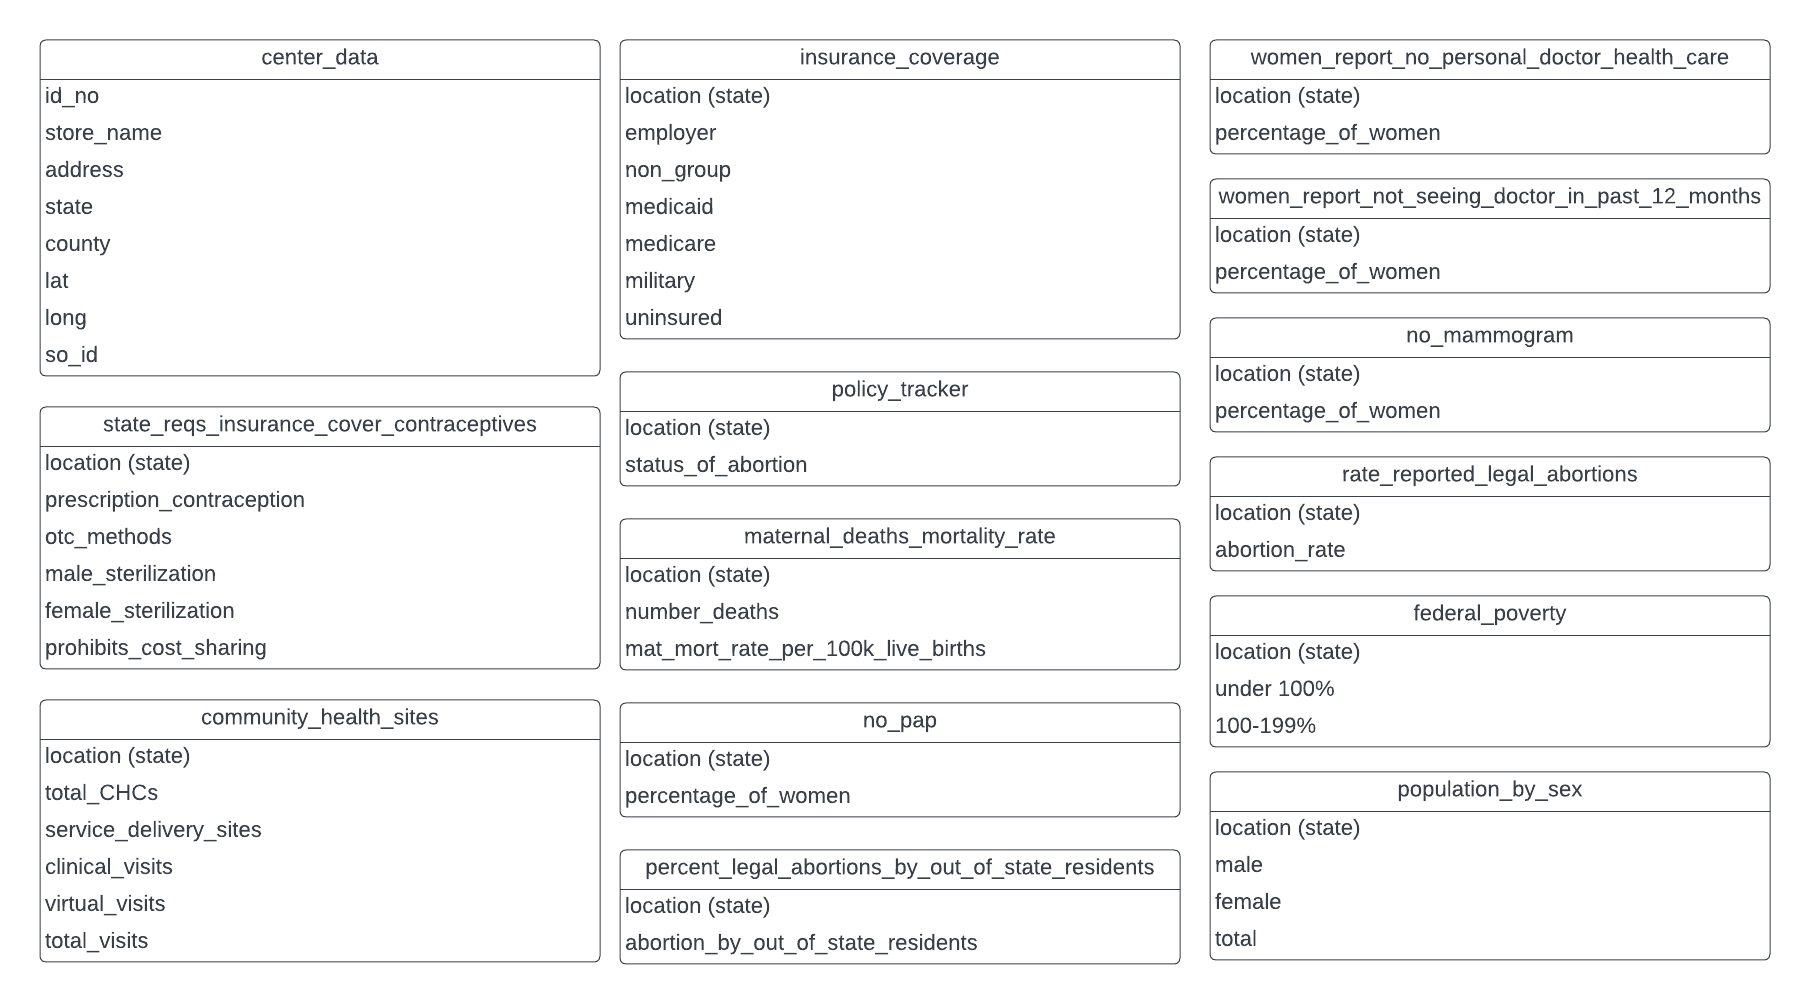 center_data
id_no
store_name
address
state
county
lat
long
so_id
state_reqs_insurance_cover_contraceptives
location (state)
prescription_contraception
otc_methods
male_sterilization
female_sterilization
prohibits_cost_sharing
community_health_sites
location (state)
total_CHCs
service_delivery_sites
clinical_visits
virtual_visits
total_visits
insurance_coverage
location (state)
employer
non_group
medicaid
medicare
military
uninsured
policy_tracker
location (state)
status_of_abortion
maternal_deaths_mortality_rate
location (state)
number_deaths
mat_mort_rate_per_100k_live_births
no_pap
location (state)
percentage_of_women
percent_legal_abortions_by_out_of_state_residents
location (state)
abortion_by_out_of_state_residents
women_report_no_personal_doctor_health_care
location (state)
percentage_of_women
women_report_not_seeing_doctor_in_past_12_months
location (state)
percentage_of_women
no_mammogram
location (state)
percentage_of_women
rate_reported_legal_abortions
location (state)
abortion_rate
federal_poverty
location (state)
under 100%
100-199%
population_by_sex
location (state)
male
female
total